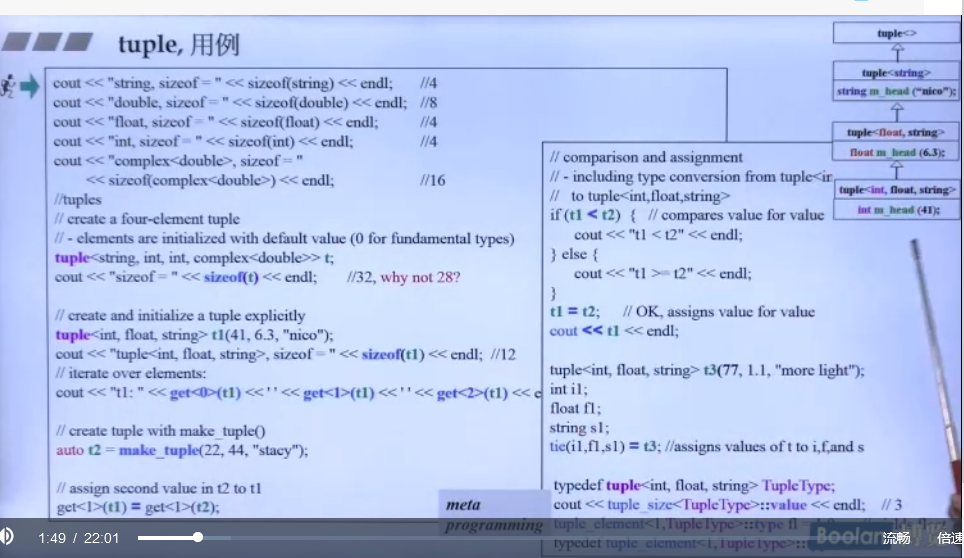 tuple, 用例
cout << "string, sizeof = " << sizeof(string) << endl; //4
cout << "double, sizeof = " << sizeof(double) << endl; //8
cout << "float, sizeof = " << sizeof(float) << endl; //4
cout << "int, sizeof = " << sizeof(int) << endl; //4
cout << "complex<double>, sizeof = "
<< sizeof(complex<double>) << endl; //16
//tuples
// create a four-element tuple
// - elements are initialized with default value (0 for fundamental types)
tuple<string, int, int, complex<double>> t;
cout << "sizeof = " << sizeof(t) << endl; //32, why not 28?
// create and initialize a tuple explicitly
tuple<int, float, string> t1(41, 6.3, "nico");
cout << "tuple<int, float, string>, sizeof = " << sizeof(t1) << endl; //12
// iterate over elements:
cout << "t1: " << get<0>(t1) << ' ' << get<1>(t1) << ' ' << get<2>(t1) << e
// create tuple with make_tuple()
auto t2 = make_tuple(22, 44, "stacy");
// assign second value in t2 to t1
get<1>(t1) = get<1>(t2);
// comparison and assignment
// - including type conversion from tuple<ir
// to tuple<int,float,string>
if (t1 < t2) { // compares value for value
cout << "t1 < t2" << endl;
} else {
cout << "t1 >= t2" << endl;
}
t1 = t2; // OK, assigns value for value
cout << t1 << endl;
tuple<int, float, string> t3(77, 1.1, "more light");
int i1;
float f1;
string s1;
tie(i1,f1,s1) = t3; //assigns values of t to i,f,and s
typedef tuple<int, float, string> TupleType;
cout << tuple_size<TupleType>::value << endl; // 3
tuple_element<1,TupleType>::type f1 =
typedef tuple_element<1,TupleType>::
meta
programming
tuple<>
tuple<string>
string m_head ("nico");
tuple<float, string>
float m_head (6.3);
tuple<int, float, string>
int m_head (41);
Boolan
1:49 / 22:01
流畅
倍速